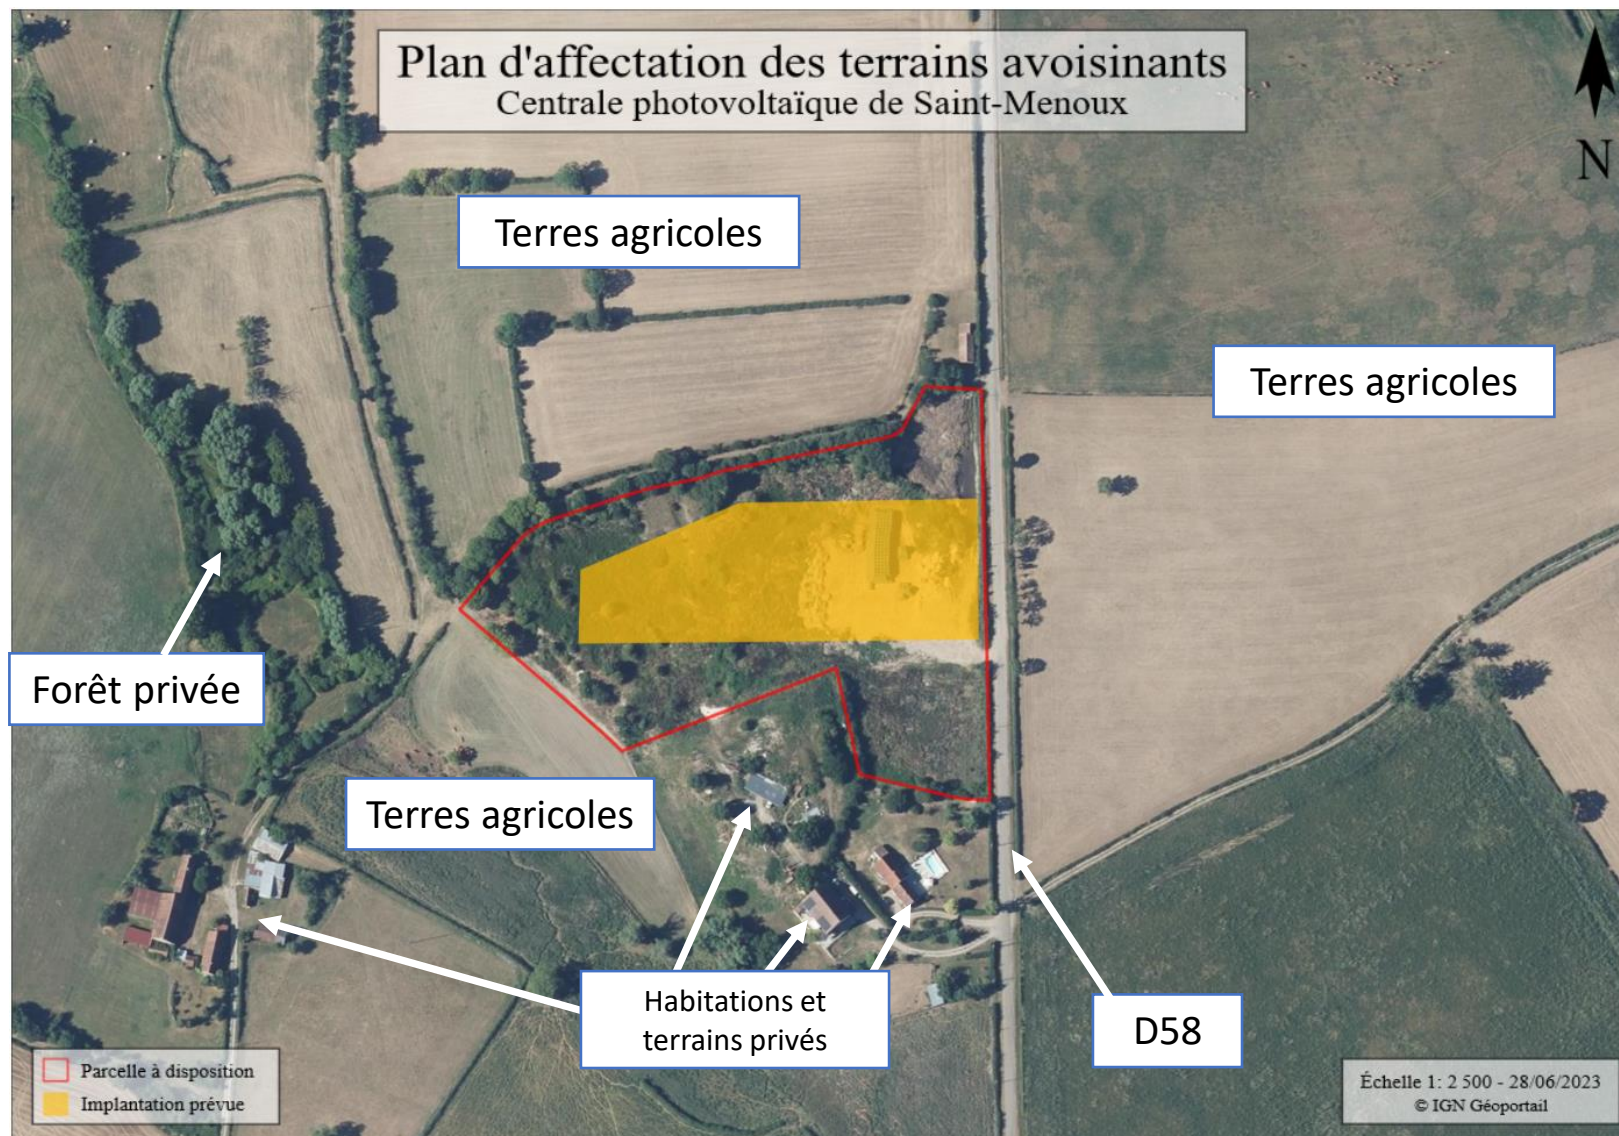 Plan d'affectation des terrains avoisinants
Centrale photovoltaïque de Saint-Menoux
N
Terres agricoles
Terres agricoles
Forêt privée
Terres agricoles
Habitations et
terrains privés
D58
Parcelle à disposition
Implantation prévue
Échelle 1: 2 500 - 28/06/2023
© IGN Géoportail